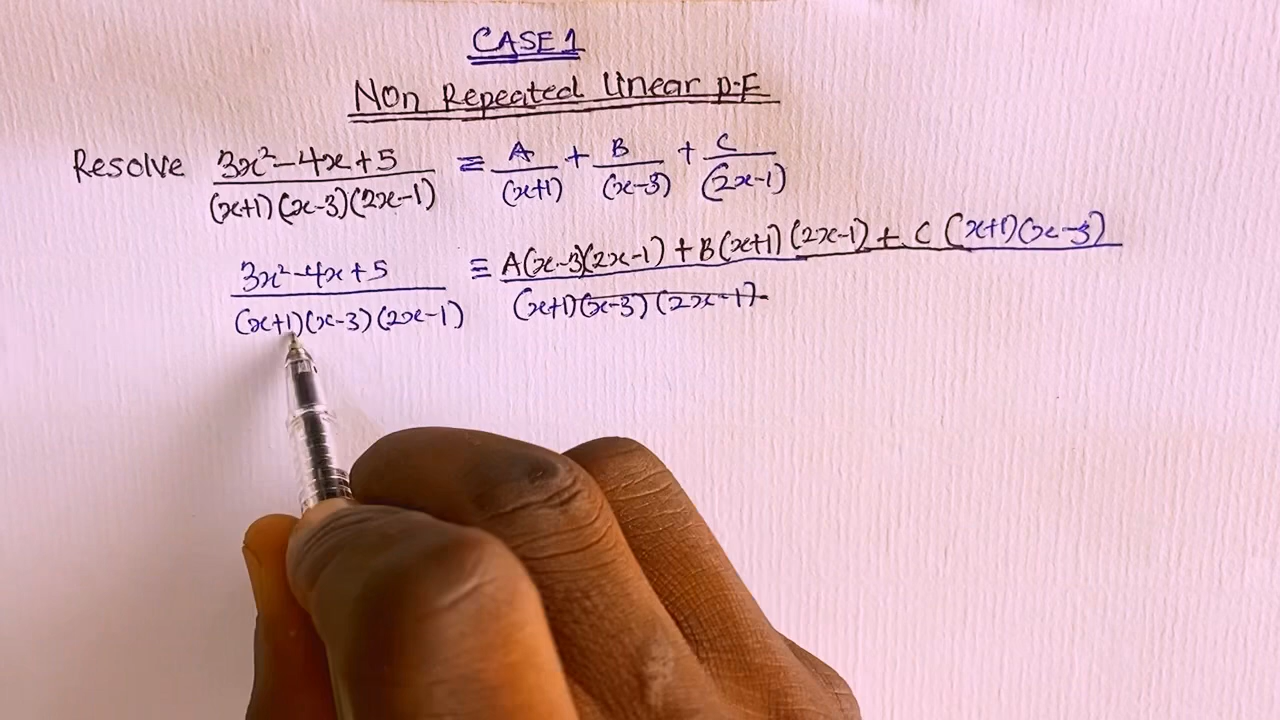 CASE 1
Non Repeated Linear P.F
Resolve 3x²-4x+5 / (x+1)(x-3)(2x-1) ≡ A/(x+1) + B/(x-3) + C/(2x-1)
3x²-4x+5 / (x+1)(x-3)(2x-1) ≡ A(x-3)(2x-1) + B(x+1)(2x-1) + C(x+1)(x-3) / (x+1)(x-3)(2x-1)